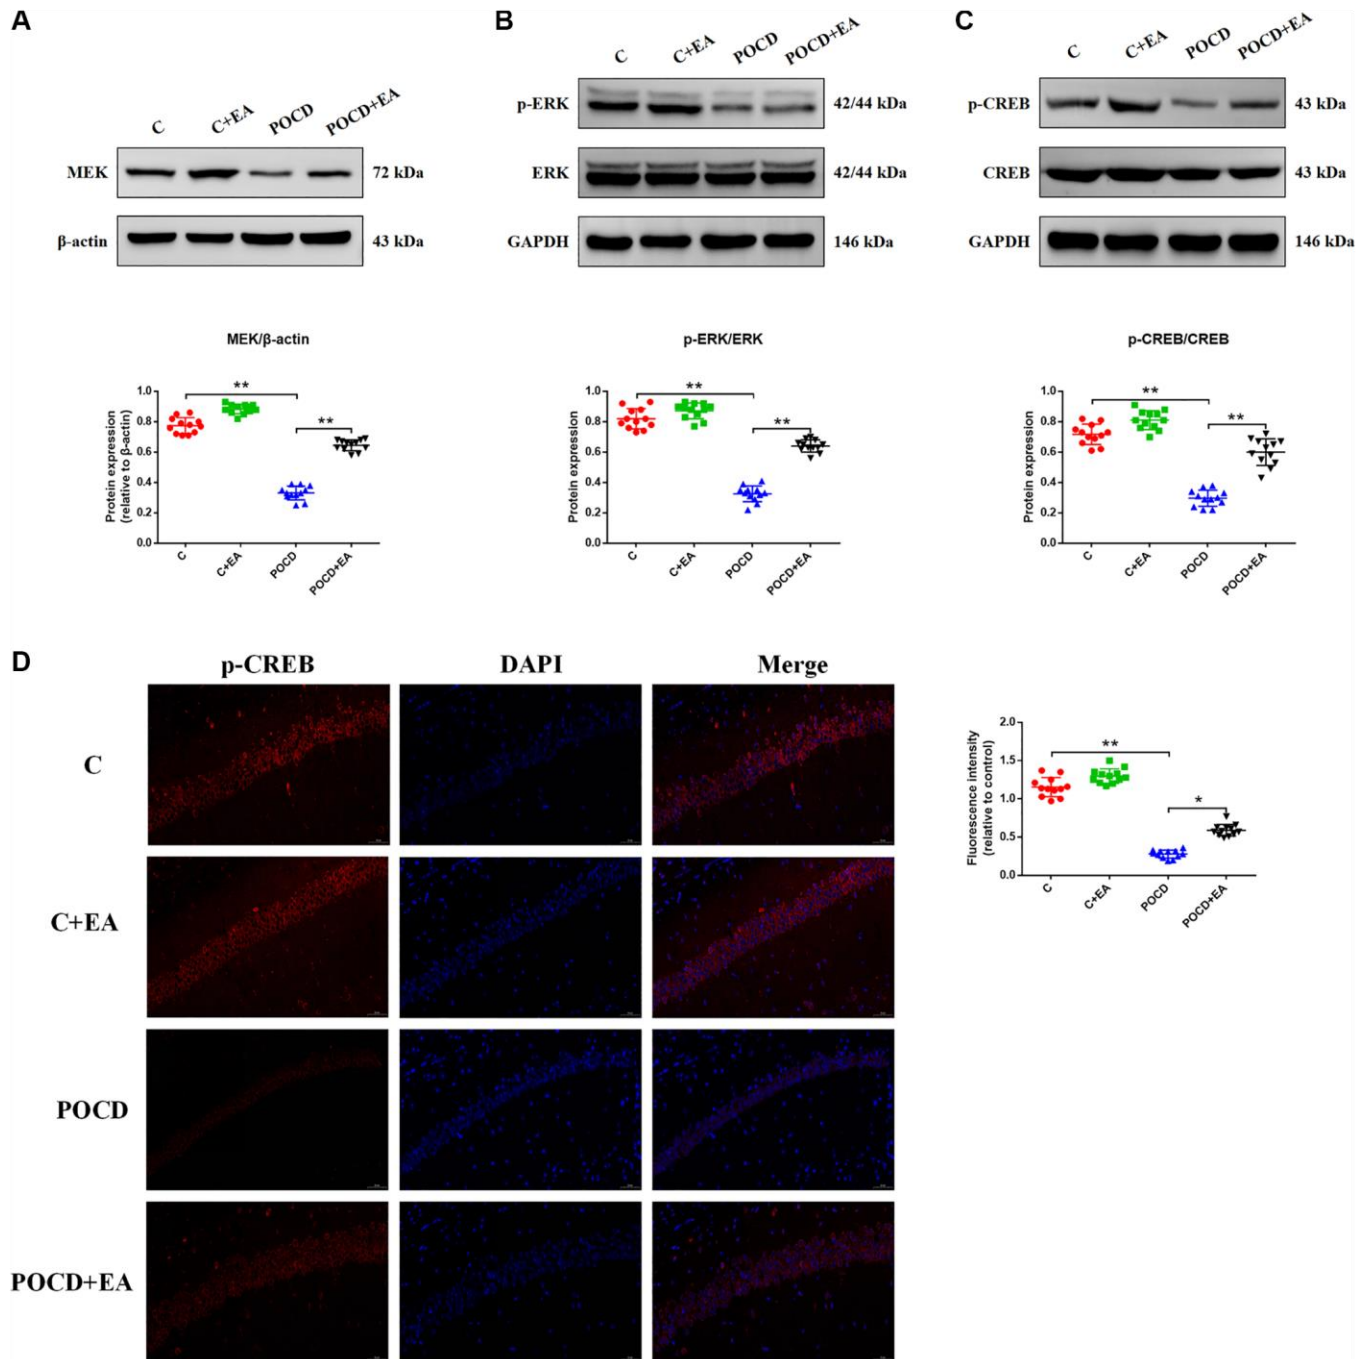 A
C
C+EA
POCD
POCD+EA
MEK
72 kDa
β-actin
43 kDa
MEK/β-actin
Protein expression
(relative to β-actin)
1.0
0.8
0.6
0.4
0.2
0.0
**
**
C
C+EA
POCD
POCD+EA
B
C
C+EA
POCD
POCD+EA
p-ERK
42/44 kDa
ERK
42/44 kDa
GAPDH
146 kDa
p-ERK/ERK
Protein expression
1.0
0.8
0.6
0.4
0.2
0.0
**
**
C
C+EA
POCD
POCD+EA
C
C
C+EA
POCD
POCD+EA
p-CREB
43 kDa
CREB
43 kDa
GAPDH
146 kDa
p-CREB/CREB
Protein expression
1.0
0.8
0.6
0.4
0.2
0.0
**
**
C
C+EA
POCD
POCD+EA
D
p-CREB DAPI Merge
C
C+EA
POCD
POCD+EA
Fluorescence intensity
(relative to control)
2.0
1.5
1.0
0.5
0.0
**
*
C
C+EA
POCD
POCD+EA